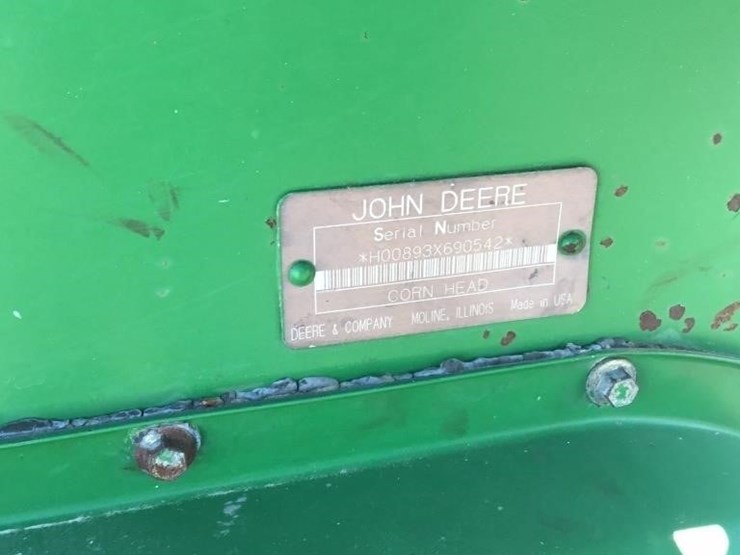 JOHN DEERE
Serial Number
*H00893X690542*
CORN HEAD
DEERE & COMPANY MOLINE, ILLINOIS Made in USA